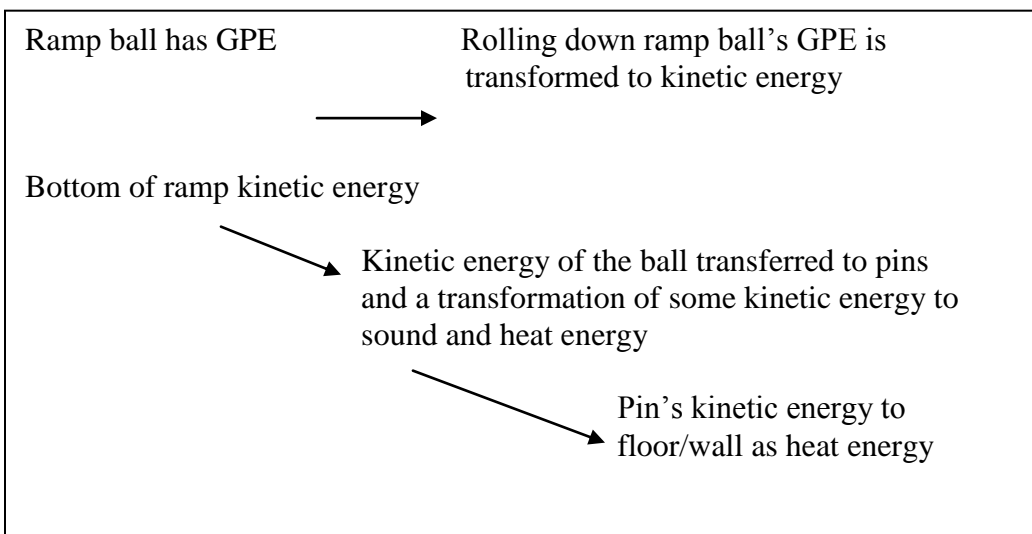 Ramp ball has GPE
Rolling down ramp ball’s GPE is
transformed to kinetic energy
Bottom of ramp kinetic energy
Kinetic energy of the ball transferred to pins
and a transformation of some kinetic energy to
sound and heat energy
Pin’s kinetic energy to
floor/wall as heat energy